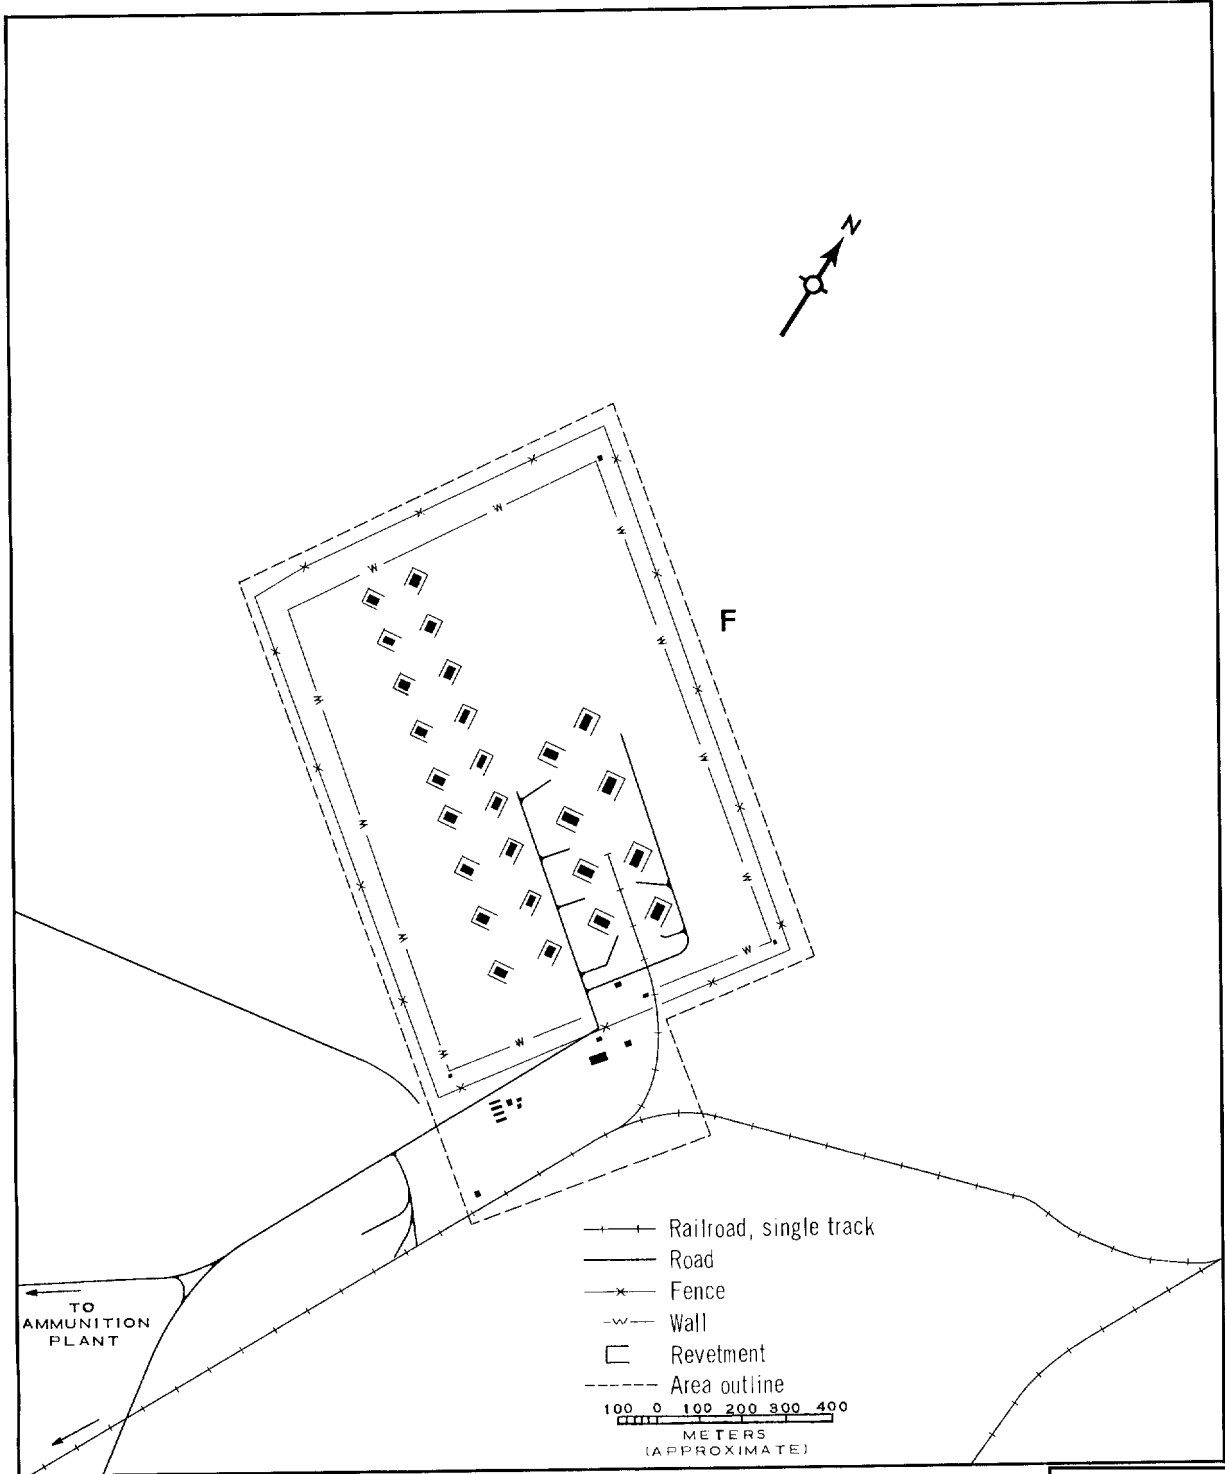 N
F
Railroad, single track
Road
Fence
Wall
Revetment
Area outline
100 0 100 200 300 400
METERS
(APPROXIMATE)
TO
AMMUNITION
PLANT